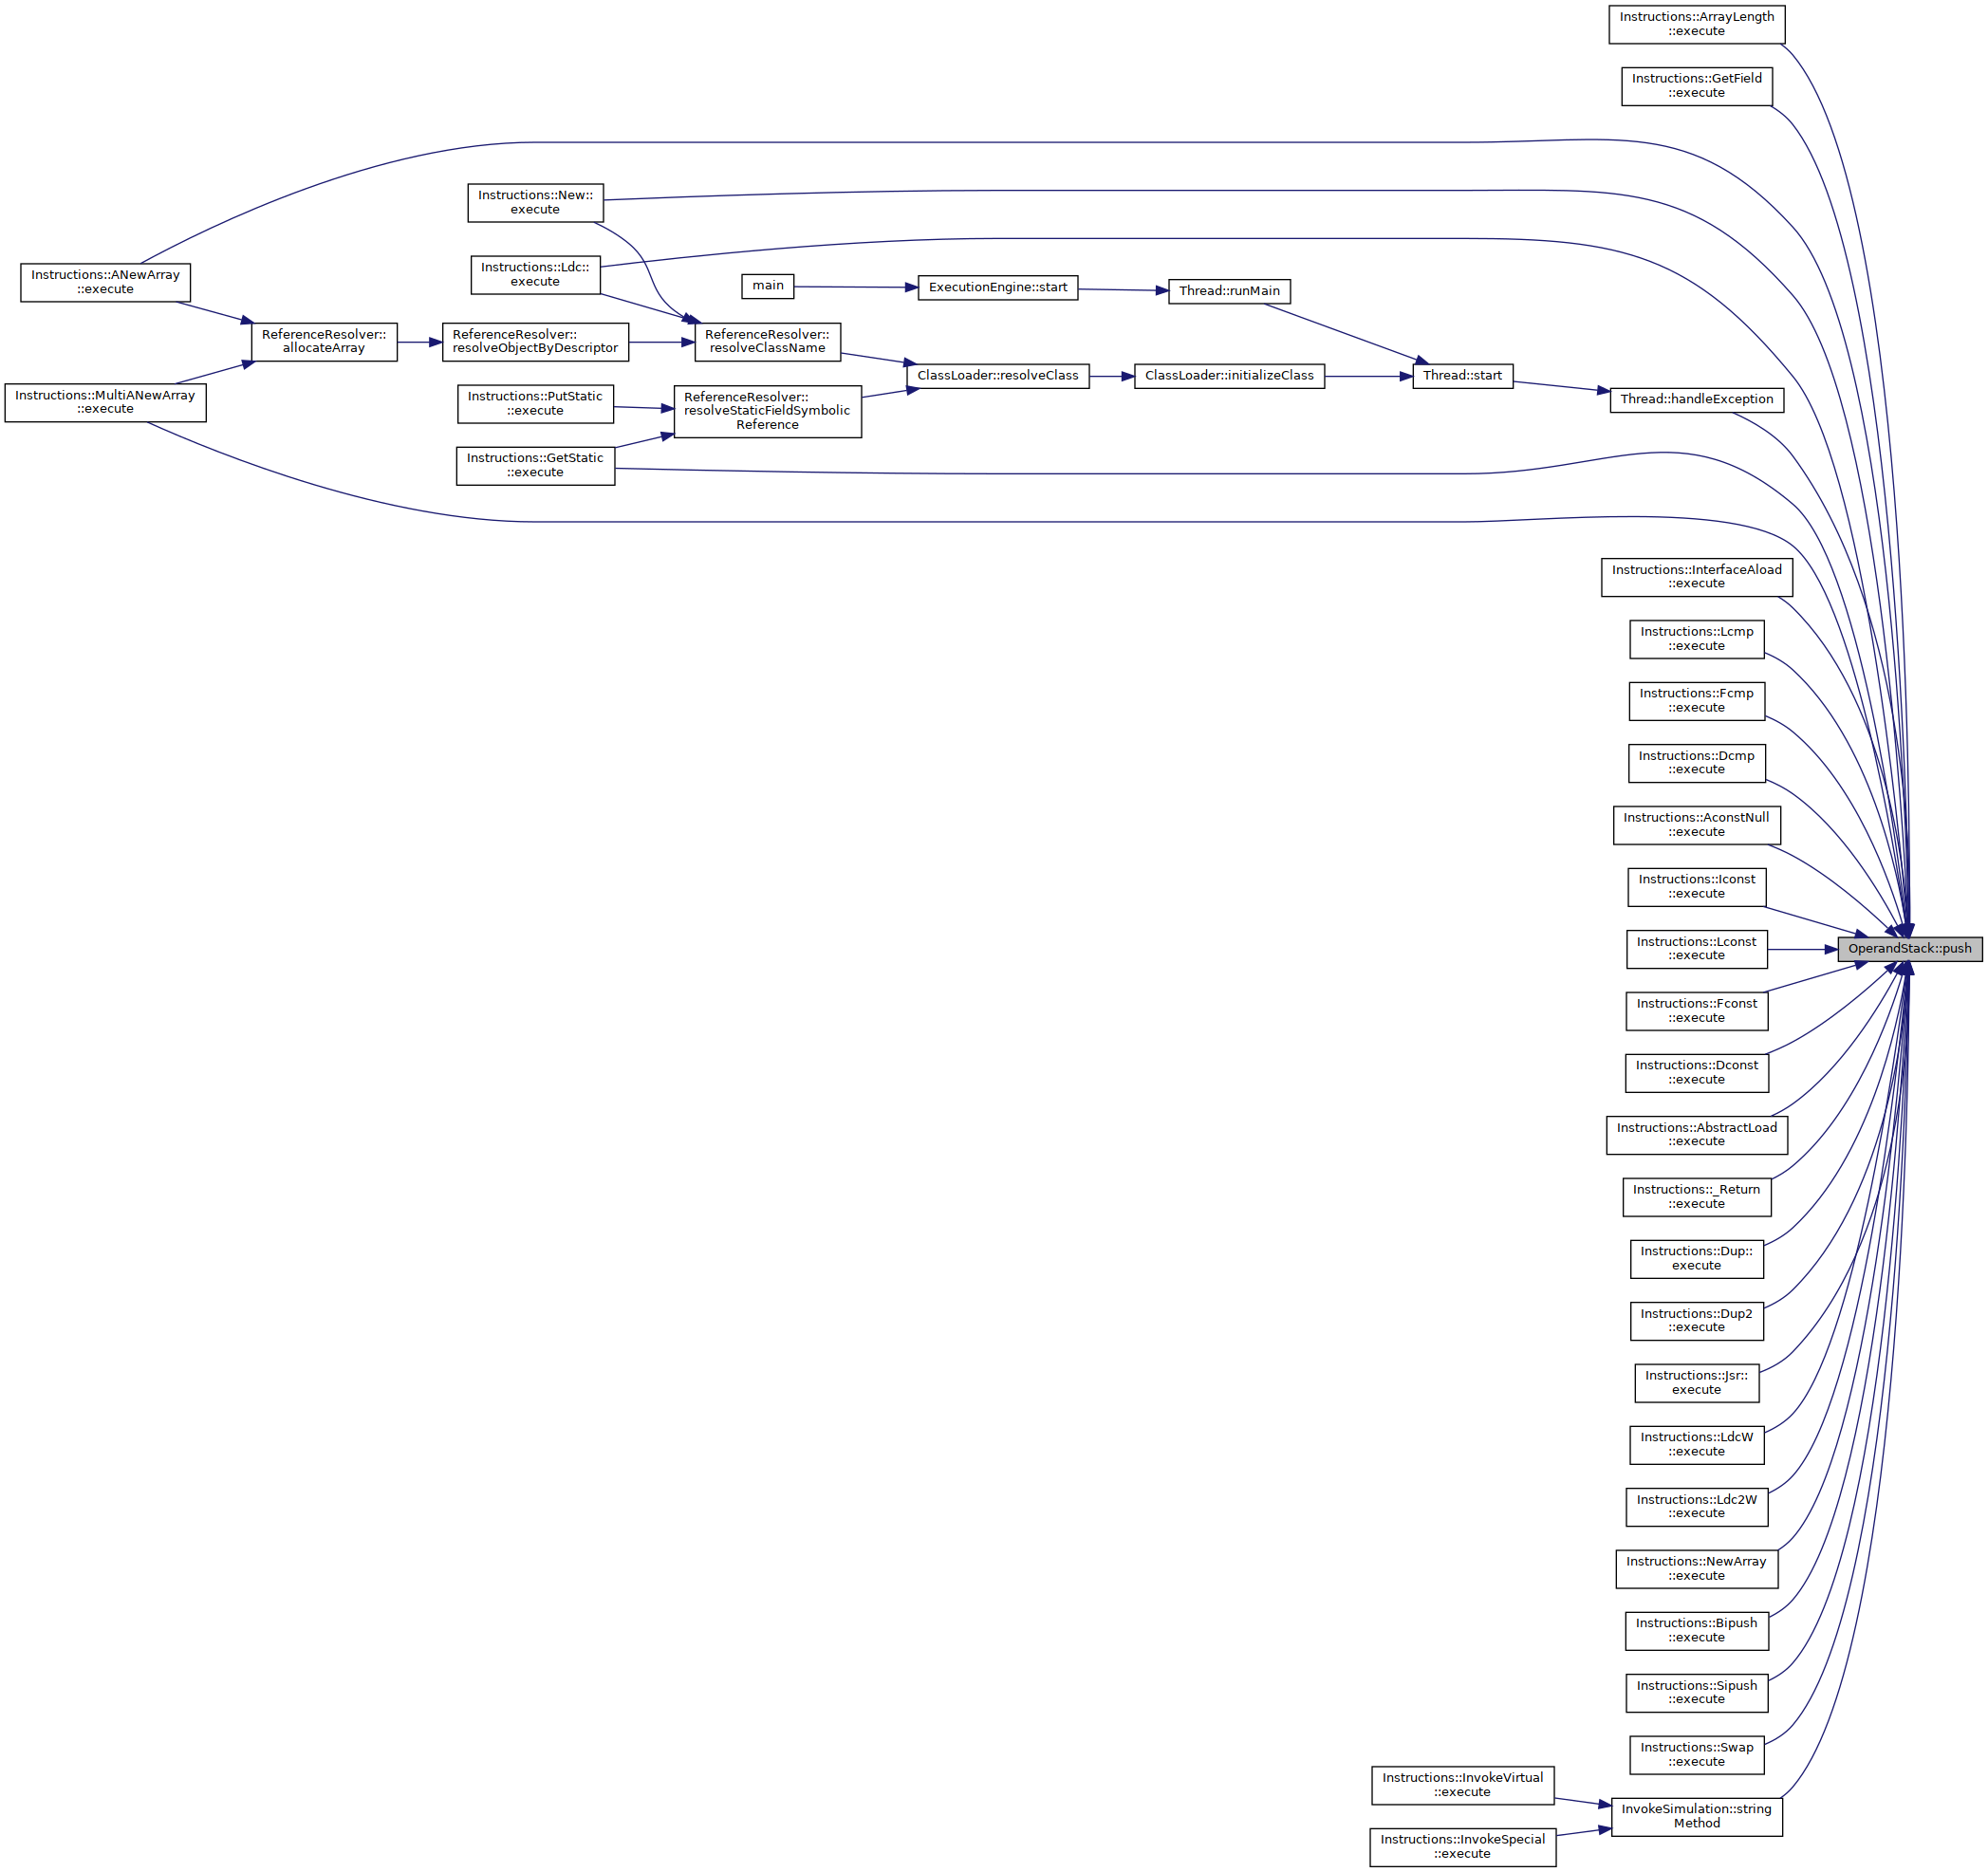 Instructions::ArrayLength
::execute
Instructions::GetField
::execute
Instructions::New::
execute
Instructions::Ldc::
execute
Instructions::ANewArray
::execute
main
ExecutionEngine::start
Thread::runMain
ReferenceResolver::
allocateArray
ReferenceResolver::
resolveObjectByDescriptor
ReferenceResolver::
resolveClassName
ClassLoader::resolveClass
ClassLoader::initializeClass
Thread::start
Thread::handleException
Instructions::MultiANewArray
::execute
Instructions::PutStatic
::execute
ReferenceResolver::
resolveStaticFieldSymbolic
Reference
Instructions::GetStatic
::execute
Instructions::InterfaceAload
::execute
Instructions::Lcmp
::execute
Instructions::Fcmp
::execute
Instructions::Dcmp
::execute
Instructions::AconstNull
::execute
Instructions::Iconst
::execute
Instructions::Lconst
::execute
OperandStack::push
Instructions::Fconst
::execute
Instructions::Dconst
::execute
Instructions::AbstractLoad
::execute
Instructions::_Return
::execute
Instructions::Dup::
execute
Instructions::Dup2
::execute
Instructions::Jsr::
execute
Instructions::LdcW
::execute
Instructions::Ldc2W
::execute
Instructions::NewArray
::execute
Instructions::Bipush
::execute
Instructions::Sipush
::execute
Instructions::Swap
::execute
Instructions::InvokeVirtual
::execute
InvokeSimulation::string
Method
Instructions::InvokeSpecial
::execute